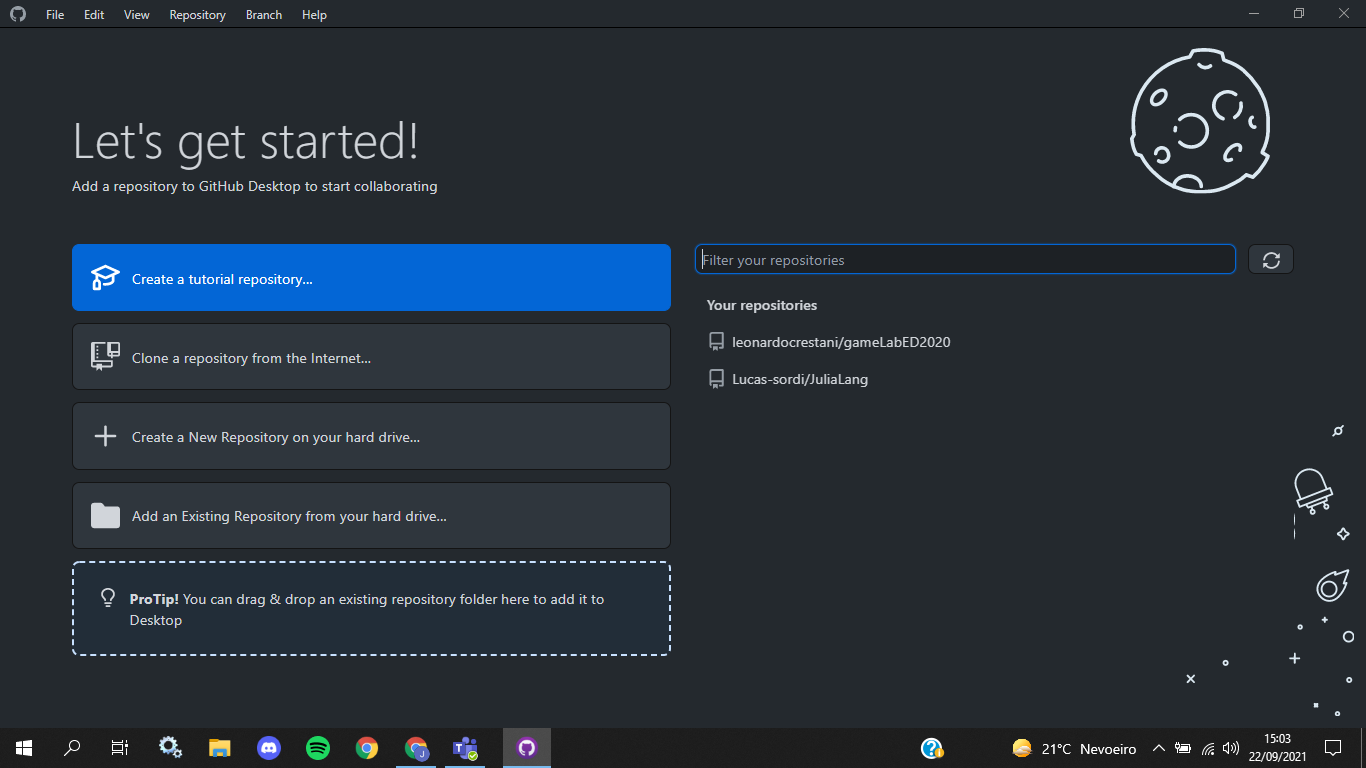 File Edit View Repository Branch Help
Let's get started!
Add a repository to GitHub Desktop to start collaborating
Create a tutorial repository...
Clone a repository from the Internet...
Create a New Repository on your hard drive...
Add an Existing Repository from your hard drive...
ProTip! You can drag & drop an existing repository folder here to add it to
Desktop
Filter your repositories
Your repositories
leonardocrestani/gameLabED2020
Lucas-sordi/JuliaLang
21°C Nevoeiro
15:03
22/09/2021